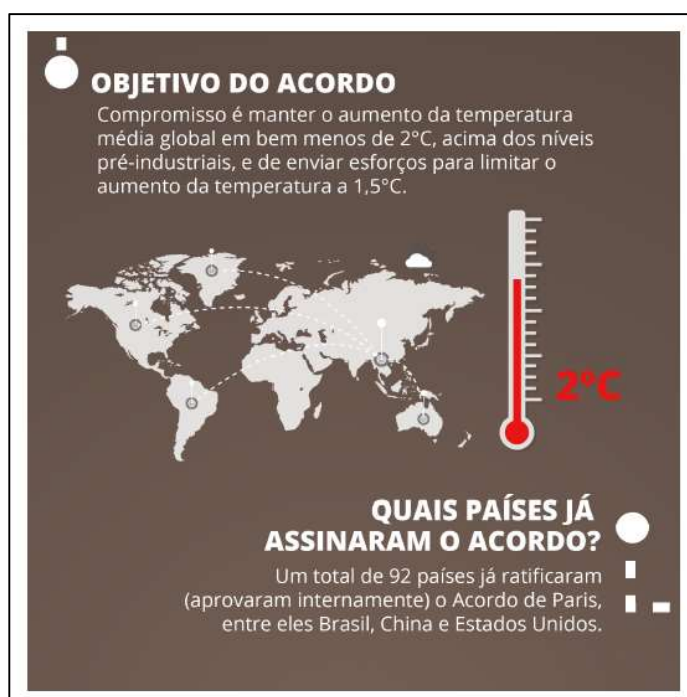 OBJETIVO DO ACORDO
Compromisso é manter o aumento da temperatura
média global em bem menos de 2°C, acima dos níveis
pré-industriais, e de enviar esforços para limitar o
aumento da temperatura a 1,5°C.
2°C
QUAIS PAÍSES JÁ
ASSINARAM O ACORDO?
Um total de 92 países já ratificaram
(aprovaram internamente) o Acordo de Paris,
entre eles Brasil, China e Estados Unidos.